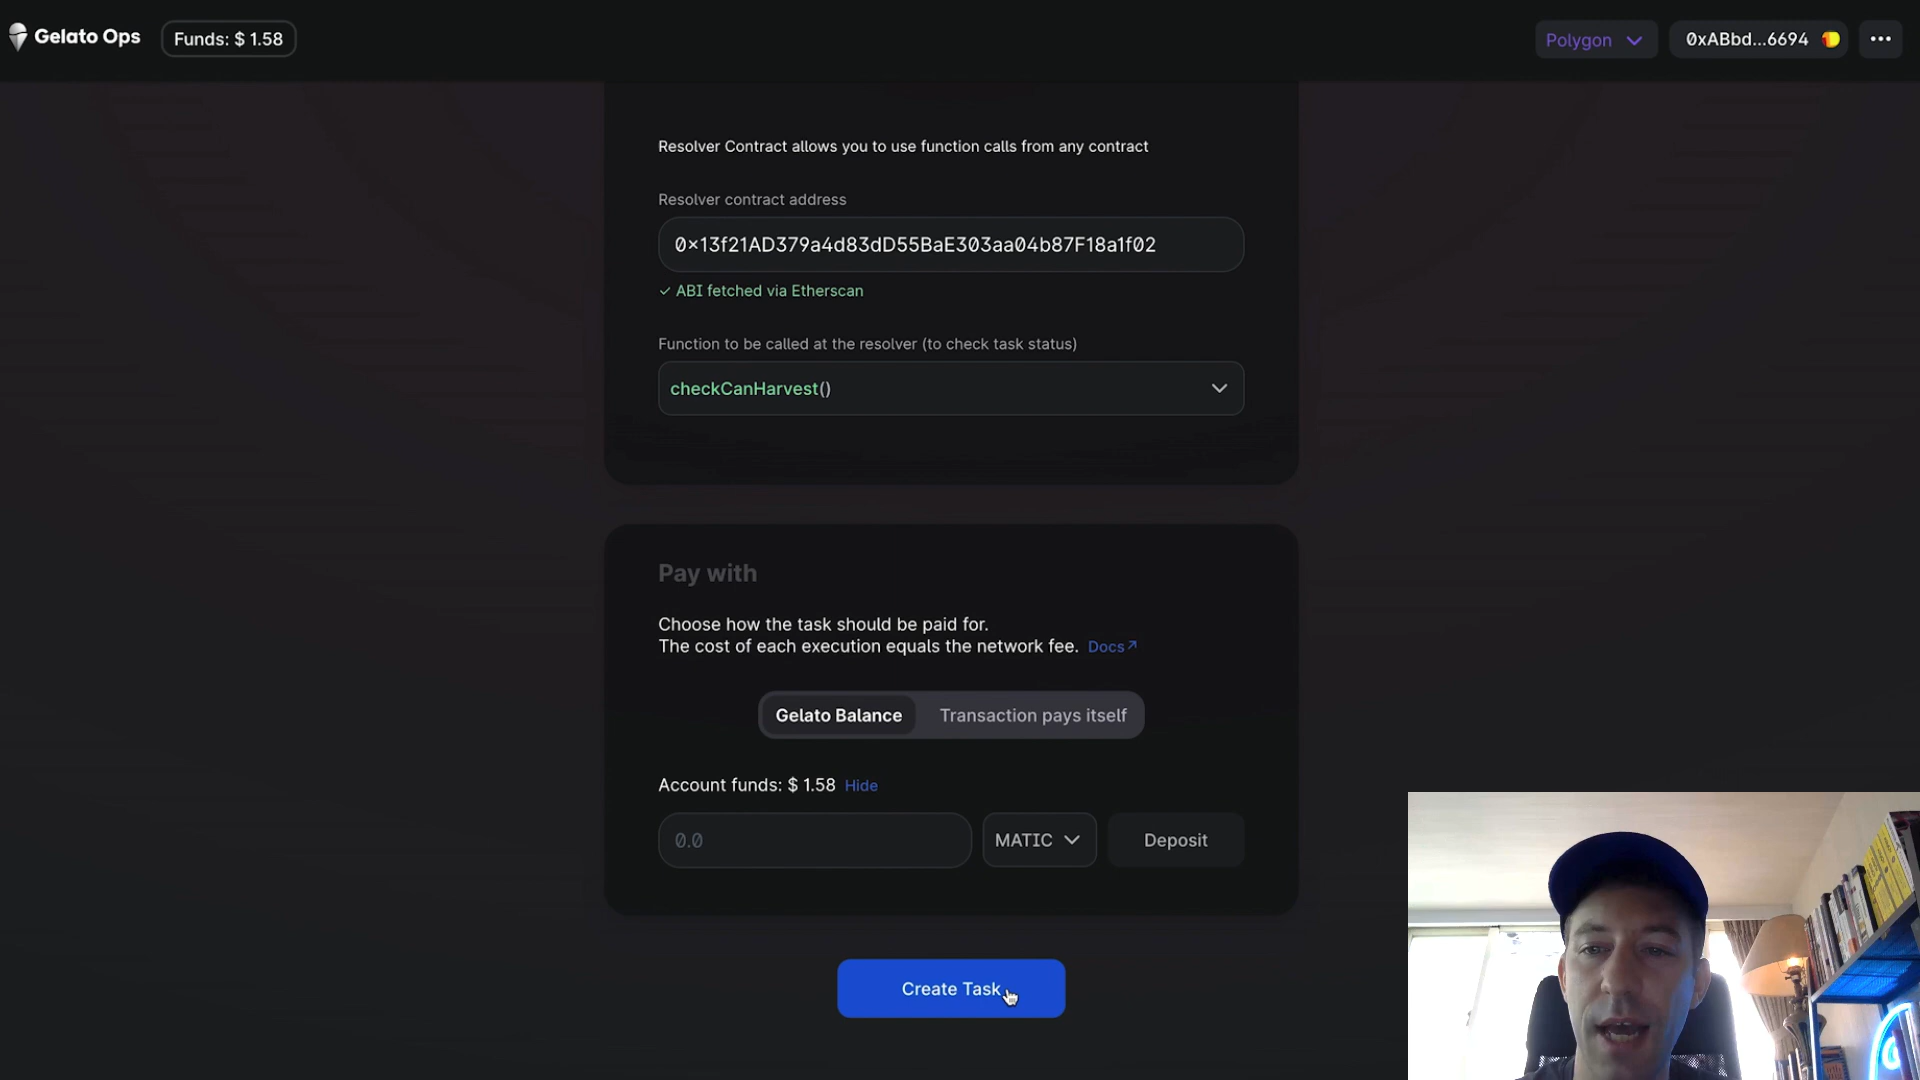 Gelato Ops
Funds: $ 1.58
Polygon
0xABbd...6694
Resolver Contract allows you to use function calls from any contract
Resolver contract address
0x13f21AD379a4d83dD55BaE303aa04b87F18a1f02
✓ ABI fetched via Etherscan
Function to be called at the resolver (to check task status)
checkCanHarvest()
Pay with
Choose how the task should be paid for.
The cost of each execution equals the network fee. Docs↗
Gelato Balance
Transaction pays itself
Account funds: $ 1.58 Hide
0.0
MATIC
Deposit
Create Task